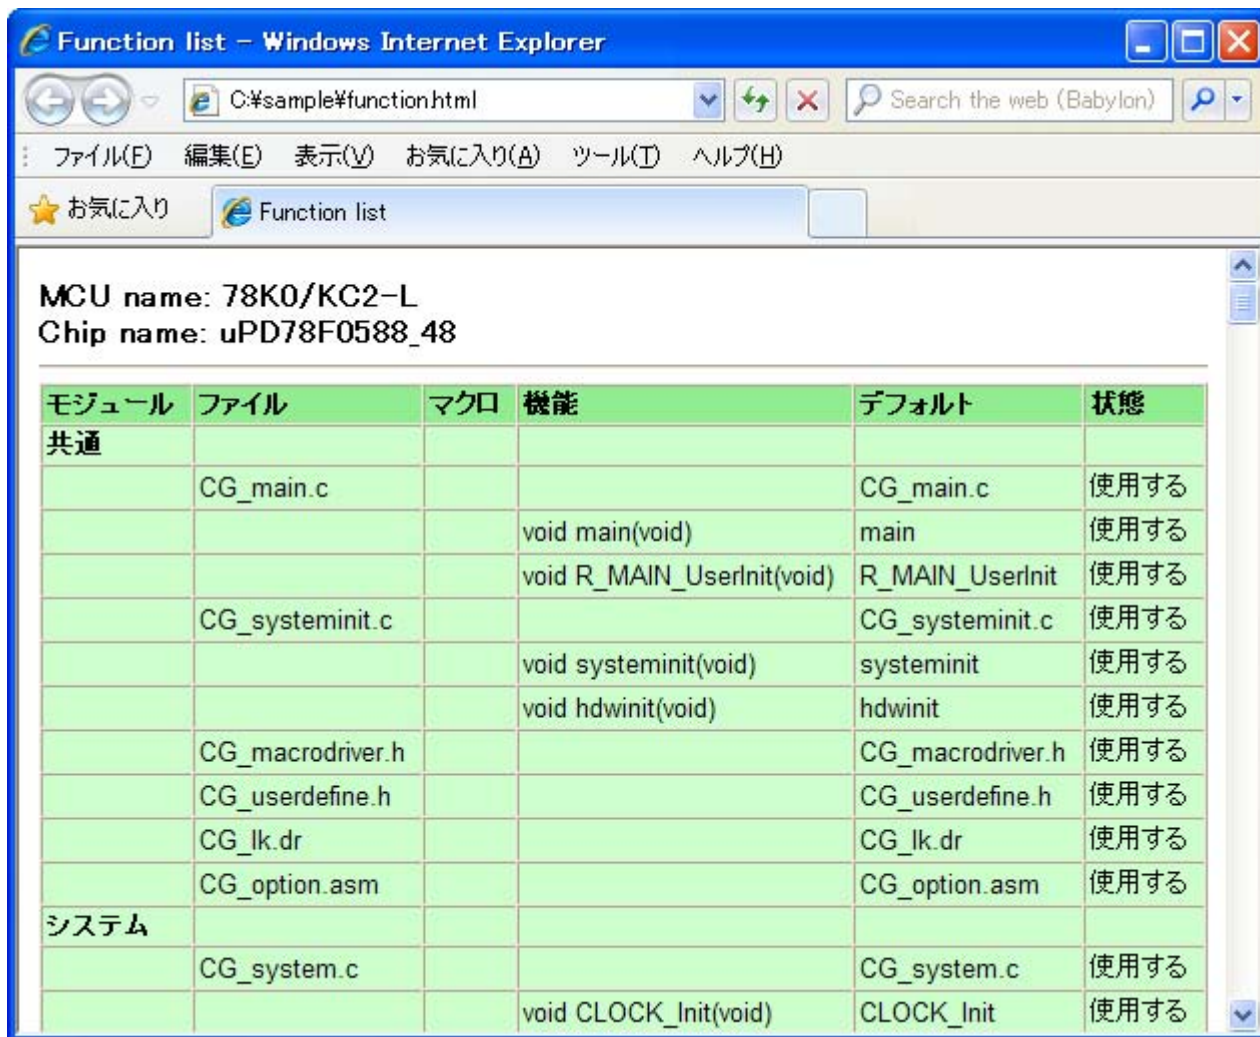 Function list - Windows Internet Explorer
C:¥sample¥function.html
Search the web (Babylon)
ファイル(F) 編集(E) 表示(V) お気に入り(A) ツール(T) ヘルプ(H)
お気に入り Function list
MCU name: 78K0/KC2-L
Chip name: uPD78F0588_48
モジュール ファイル マクロ 機能 デフォルト 状態
共通
CG_main.c CG_main.c 使用する
void main(void) main 使用する
void R_MAIN_UserInit(void) R_MAIN_UserInit 使用する
CG_systeminit.c CG_systeminit.c 使用する
void systeminit(void) systeminit 使用する
void hdwinit(void) hdwinit 使用する
CG_macrodriver.h CG_macrodriver.h 使用する
CG_userdefine.h CG_userdefine.h 使用する
CG_lk.dr CG_lk.dr 使用する
CG_option.asm CG_option.asm 使用する
システム
CG_system.c CG_system.c 使用する
void CLOCK_Init(void) CLOCK_Init 使用する